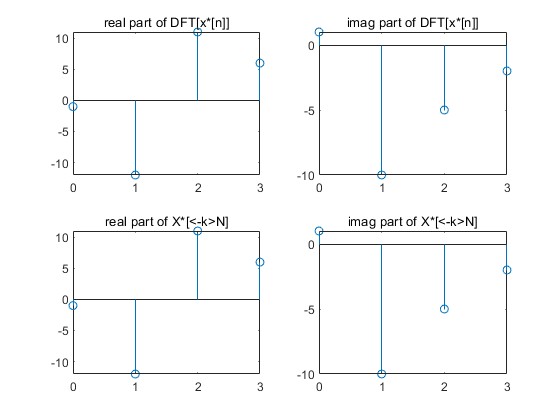 real part of DFT[x*[n]]
imag part of DFT[x*[n]]
10
5
0
-5
-10
0 1 2 3
0
-5
-10
0 1 2 3
real part of X*[<-k>N]
imag part of X*[<-k>N]
10
5
0
-5
-10
0 1 2 3
0
-5
-10
0 1 2 3